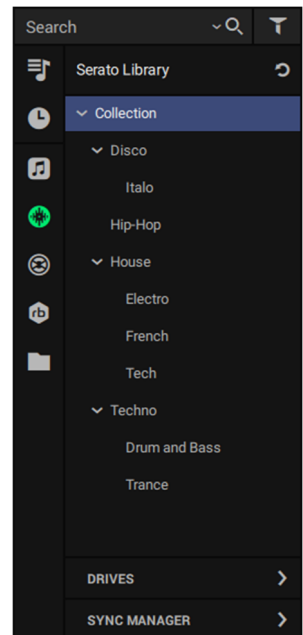 Search
Serato Library
Collection
Disco
Italo
Hip-Hop
House
Electro
French
Tech
Techno
Drum and Bass
Trance
DRIVES
SYNC MANAGER
rb